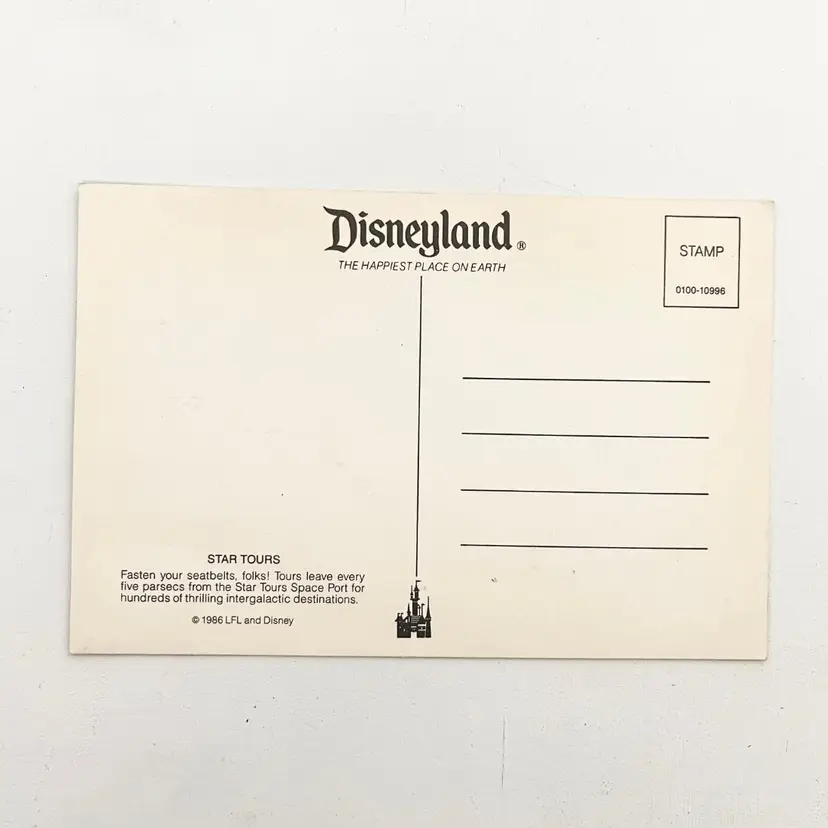 Disneyland®
THE HAPPIEST PLACE ON EARTH
STAMP
0100-10996
STAR TOURS
Fasten your seatbelts, folks! Tours leave every
five parsecs from the Star Tours Space Port for
hundreds of thrilling intergalactic destinations.
© 1986 LFL and Disney